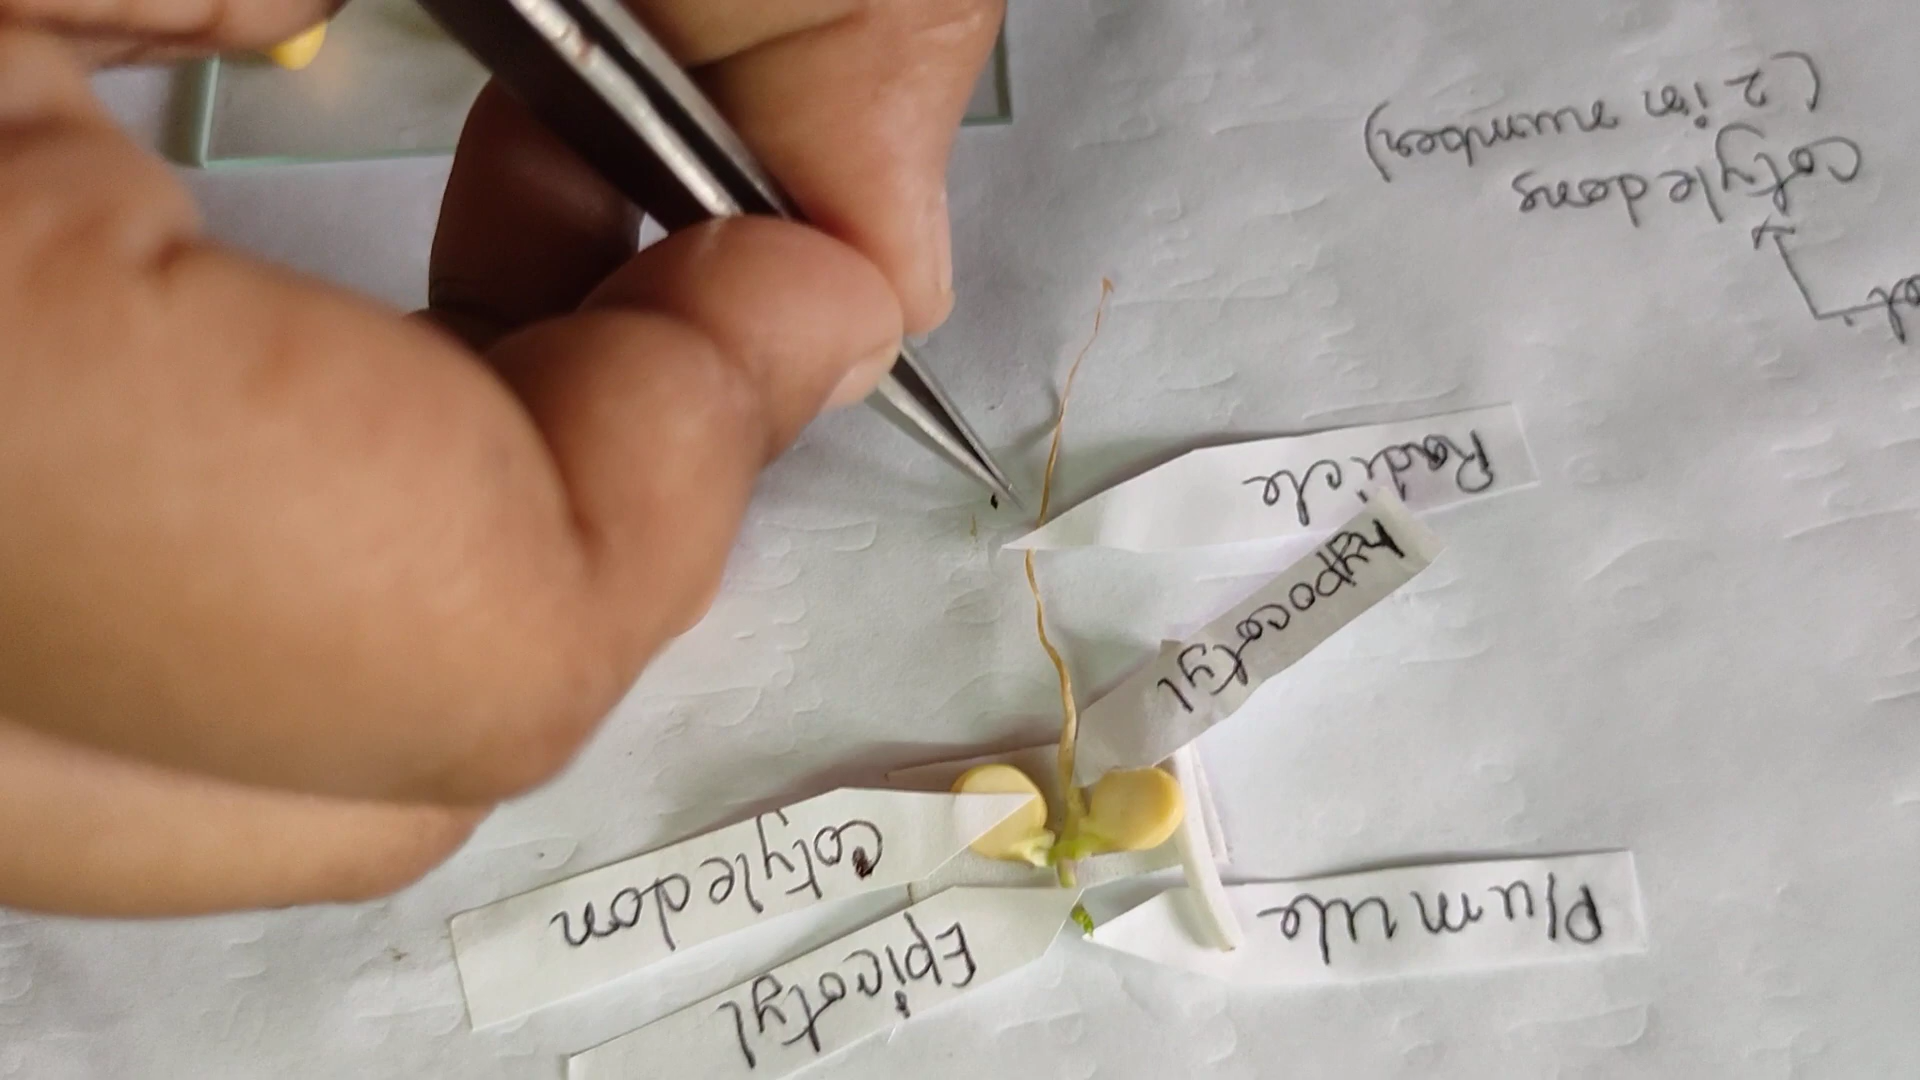 Cotyledons
(2 in number)
Radicle
hypocotyl
Cotyledon
Epicotyl
Plumule